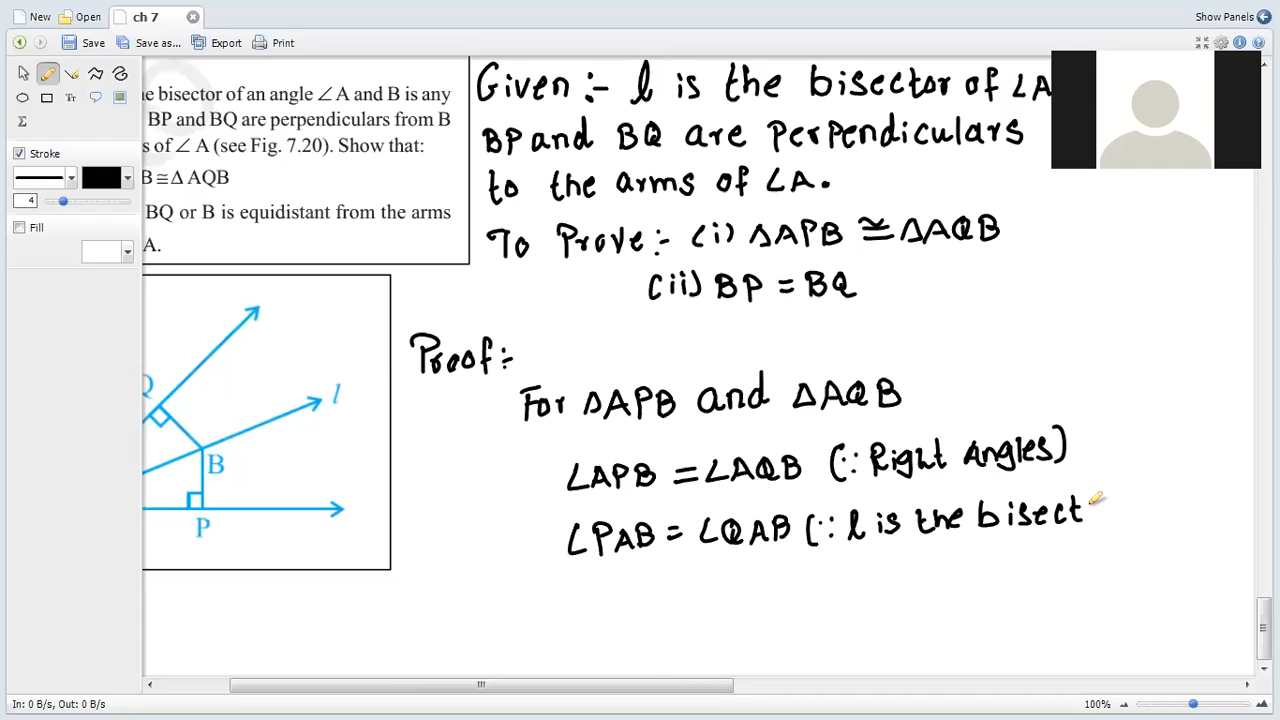 New Open ch 7 Show Panels
Save Save as... Export Print
Tr
Σ
Stroke
4
Fill
e bisector of an angle ∠ A and B is any
BP and BQ are perpendiculars from B
s of ∠ A (see Fig. 7.20). Show that:
B ≅ Δ AQB
BQ or B is equidistant from the arms
A.
Given :- l is the bisector of ∠A
BP and BQ are perpendiculars
to the arms of ∠A.
To Prove :- (i) ΔAPB ≅ ΔAQB
(ii) BP = BQ
Proof :-
For ΔAPB and ΔAQB
∠APB = ∠AQB (∵ Right Angles)
∠PAB = ∠QAB (∵ l is the bisect
Q
l
B
P
In: 0 B/s, Out: 0 B/s 100%